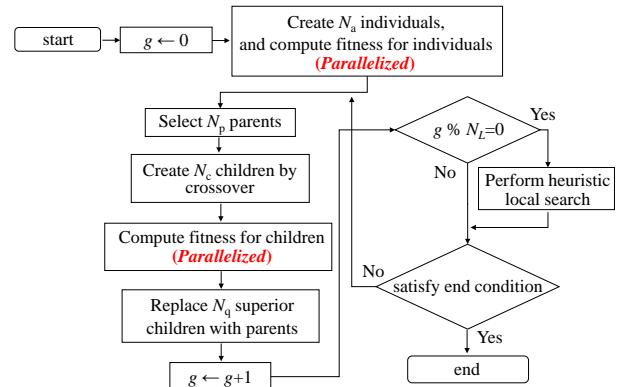 start
g ← 0
Create Na individuals,
and compute fitness for individuals
(Parallelized)
Select Np parents
Create Nc children by
crossover
Compute fitness for children
(Parallelized)
Replace Nq superior
children with parents
g ← g+1
g % NL=0
Yes
No
Perform heuristic
local search
satisfy end condition
No
Yes
end